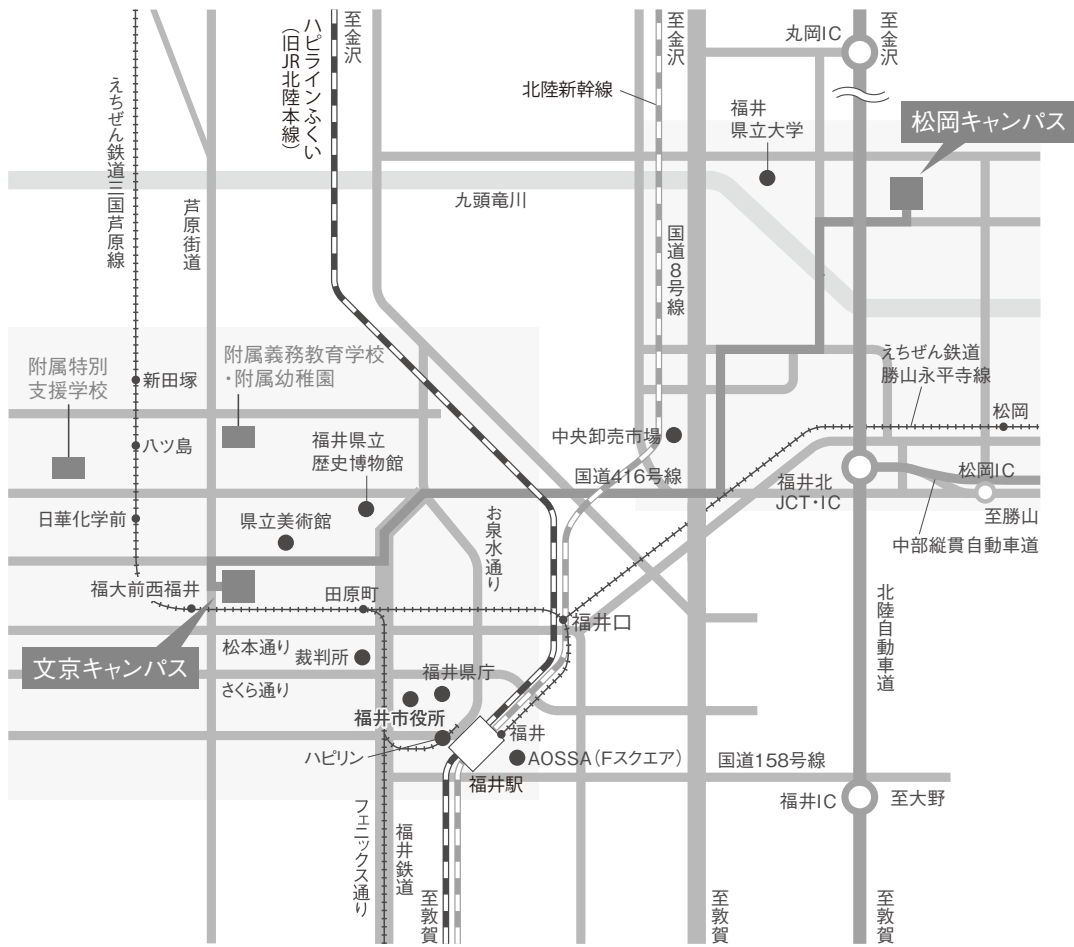 至金沢
ハピラインふくい
(旧JR北陸本線)
至金沢
丸岡IC
至金沢
えちぜん鉄道三国芦原線
北陸新幹線
福井
県立大学
松岡キャンパス
芦原街道
九頭竜川
国道8号線
附属特別
支援学校
新田塚
附属義務教育学校
・附属幼稚園
えちぜん鉄道
勝山永平寺線
松岡
八ツ島
福井県立
歴史博物館
中央卸売市場
国道416号線
福井北
JCT・IC
松岡IC
日華化学前
県立美術館
お泉水通り
至勝山
中部縦貫自動車道
福大前西福井
田原町
福井口
北陸自動車道
文京キャンパス
松本通り
裁判所
さくら通り
福井県庁
福井市役所
ハピリン
福井
AOSSA(Fスクエア)
福井駅
国道158号線
福井IC
至大野
フェニックス通り
福井鉄道
至敦賀
至敦賀
至敦賀